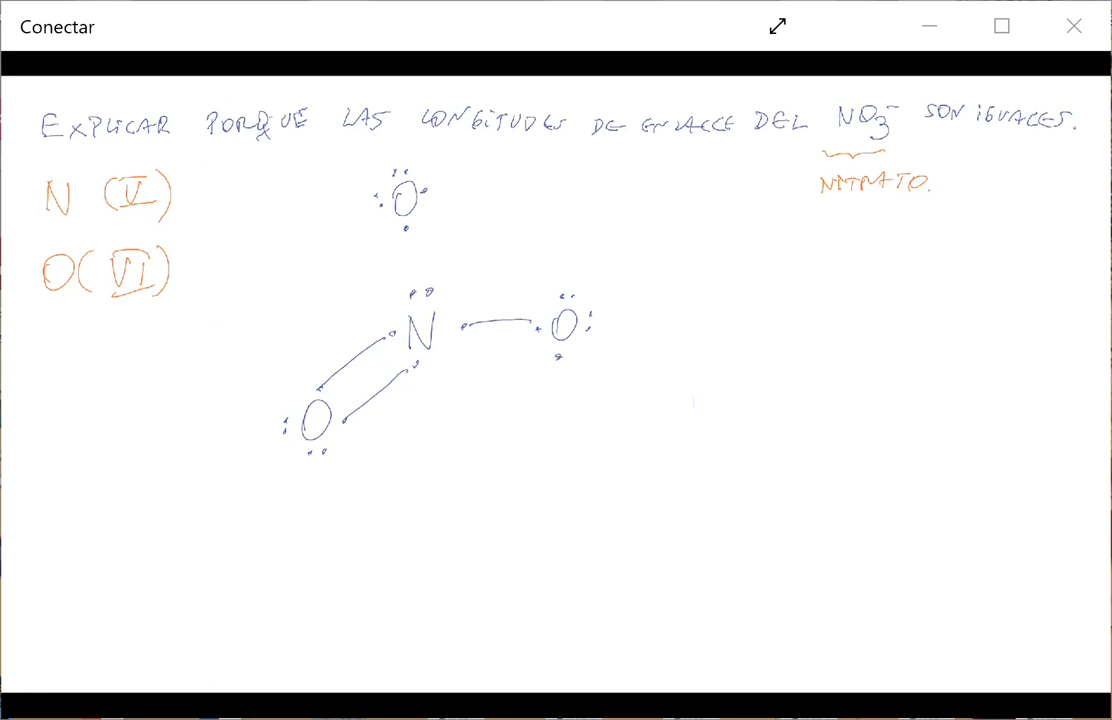 Conectar
EXPLICAR PORQUE LAS LONGITUDES DE ENLACE DEL NO3- SON IGUALES.
NITRATO.
N (V)
O (VI)
O
N O
O